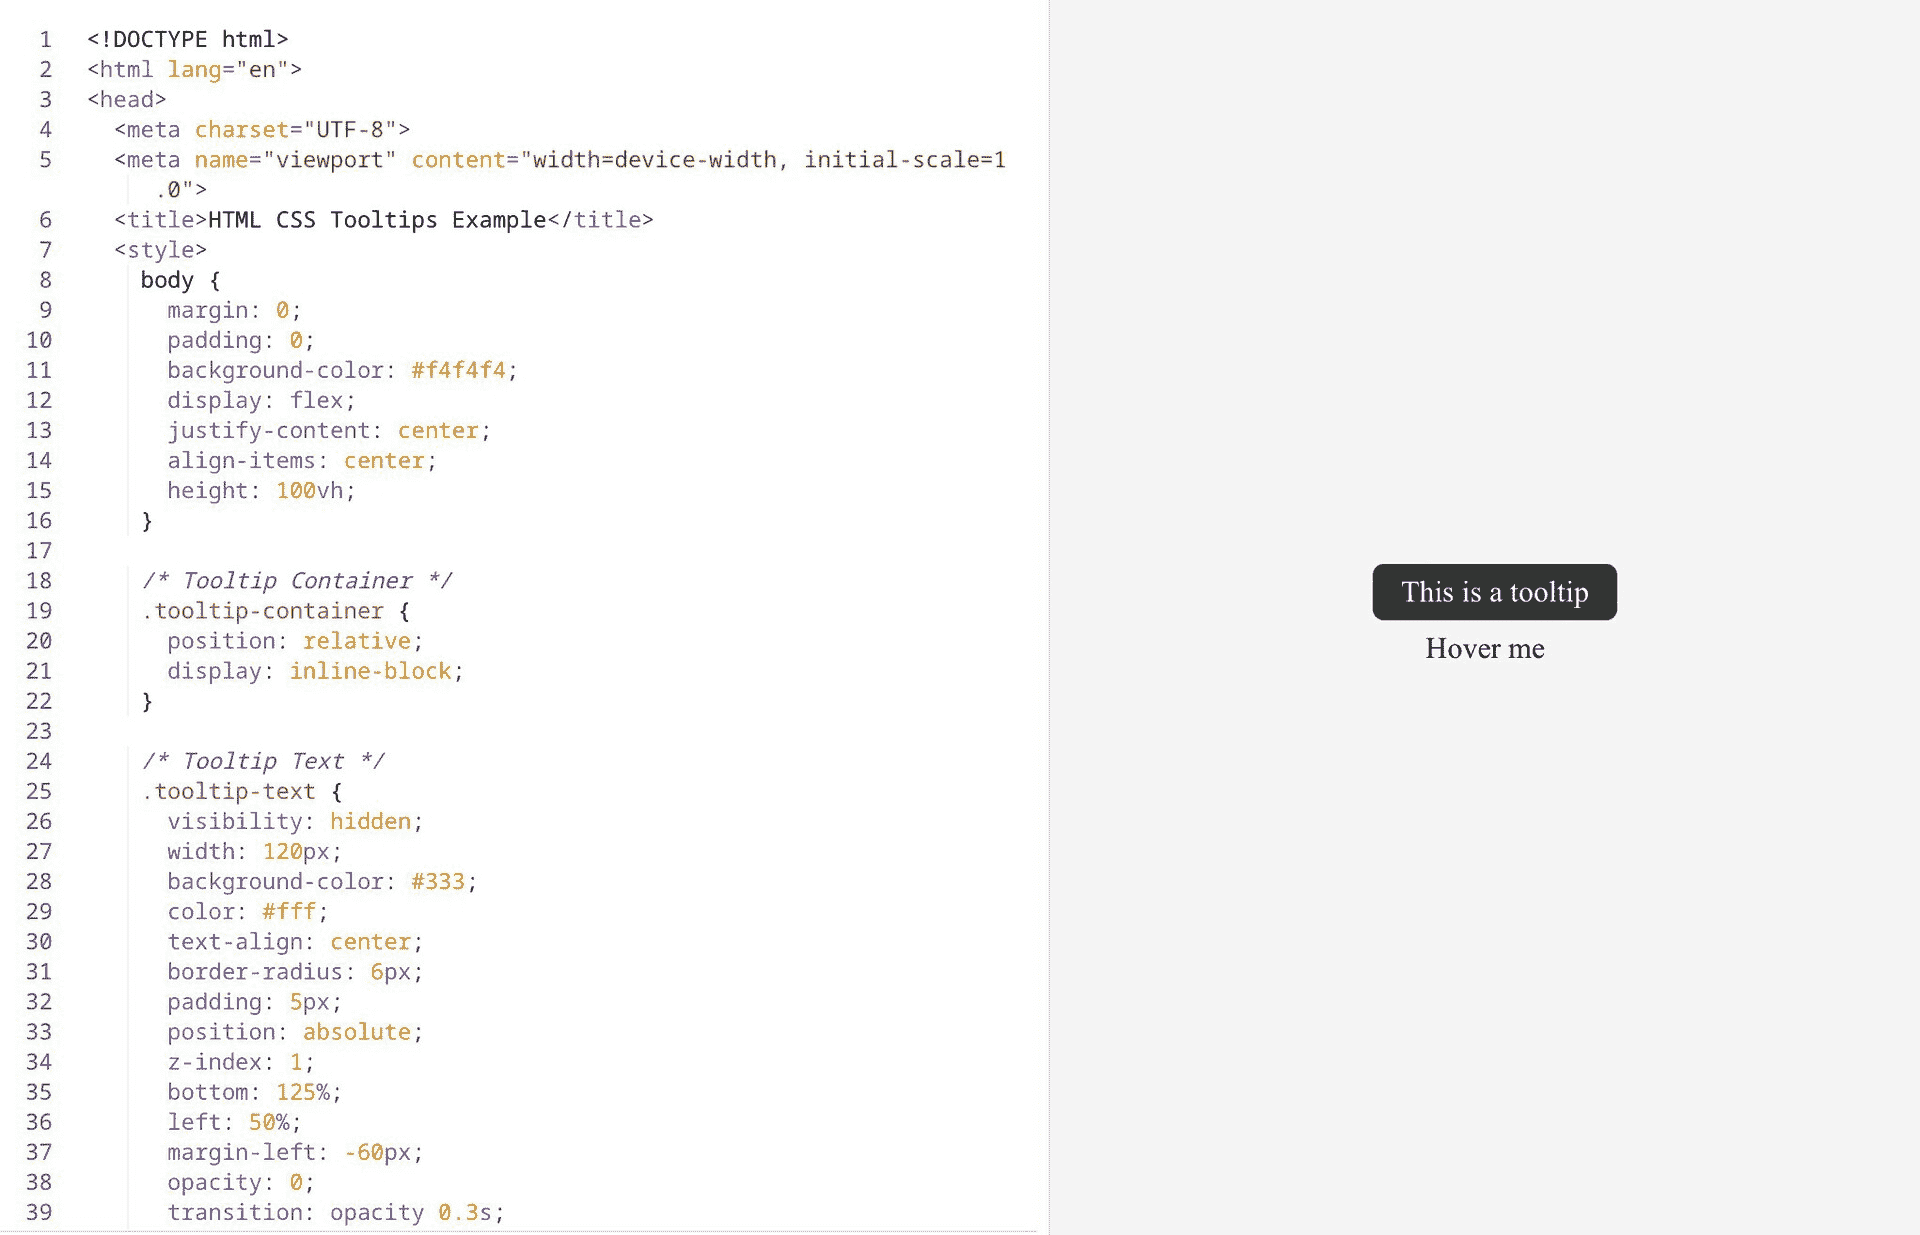 1 <!DOCTYPE html>
2 <html lang="en">
3 <head>
4 <meta charset="UTF-8">
5 <meta name="viewport" content="width=device-width, initial-scale=1
.0">
6 <title>HTML CSS Tooltips Example</title>
7 <style>
8 body {
9 margin: 0;
10 padding: 0;
11 background-color: #f4f4f4;
12 display: flex;
13 justify-content: center;
14 align-items: center;
15 height: 100vh;
16 }
17
18 /* Tooltip Container */
19 .tooltip-container {
20 position: relative;
21 display: inline-block;
22 }
23
24 /* Tooltip Text */
25 .tooltip-text {
26 visibility: hidden;
27 width: 120px;
28 background-color: #333;
29 color: #fff;
30 text-align: center;
31 border-radius: 6px;
32 padding: 5px;
33 position: absolute;
34 z-index: 1;
35 bottom: 125%;
36 left: 50%;
37 margin-left: -60px;
38 opacity: 0;
39 transition: opacity 0.3s;
This is a tooltip
Hover me